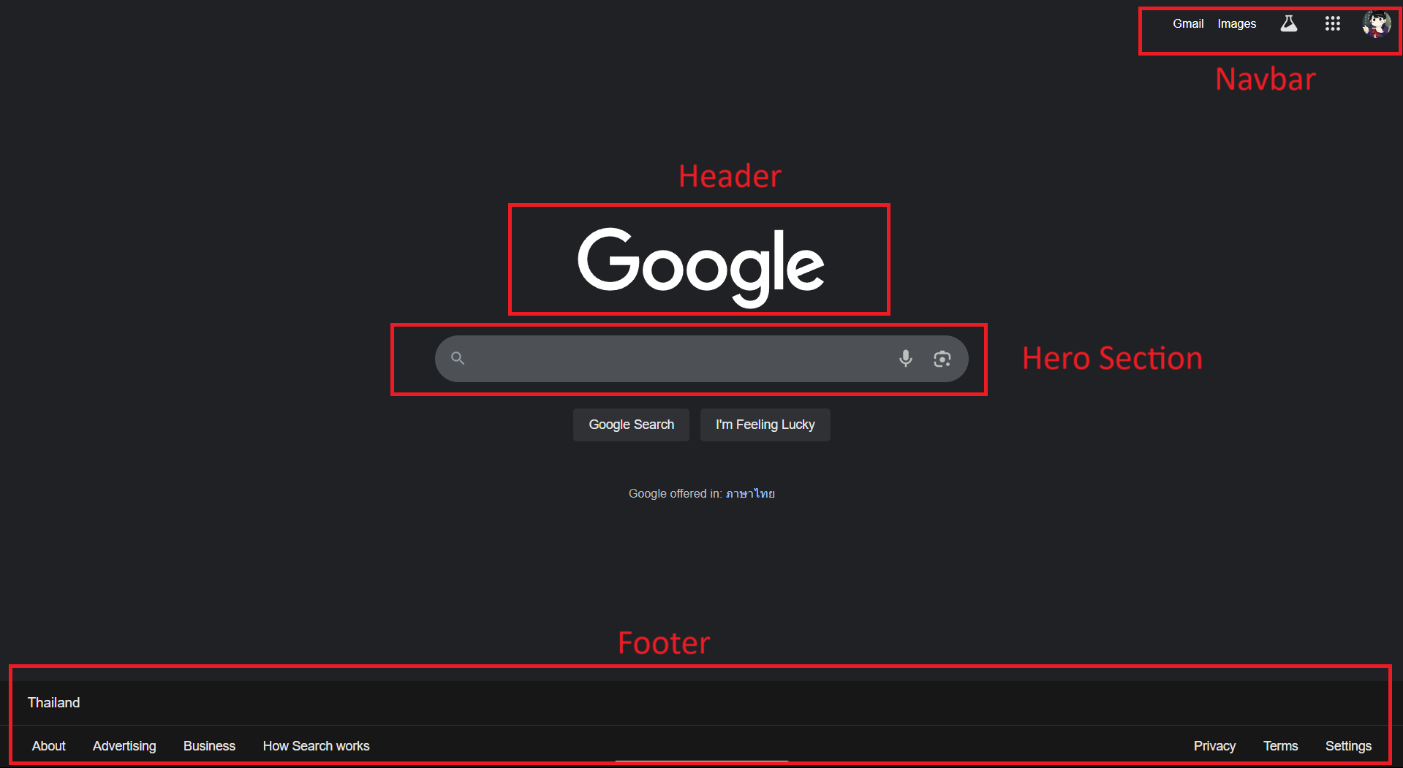 Gmail Images
Navbar
Header
Google
Hero Section
Google Search I'm Feeling Lucky
Google offered in: ภาษาไทย
Footer
Thailand
About Advertising Business How Search works Privacy Terms Settings